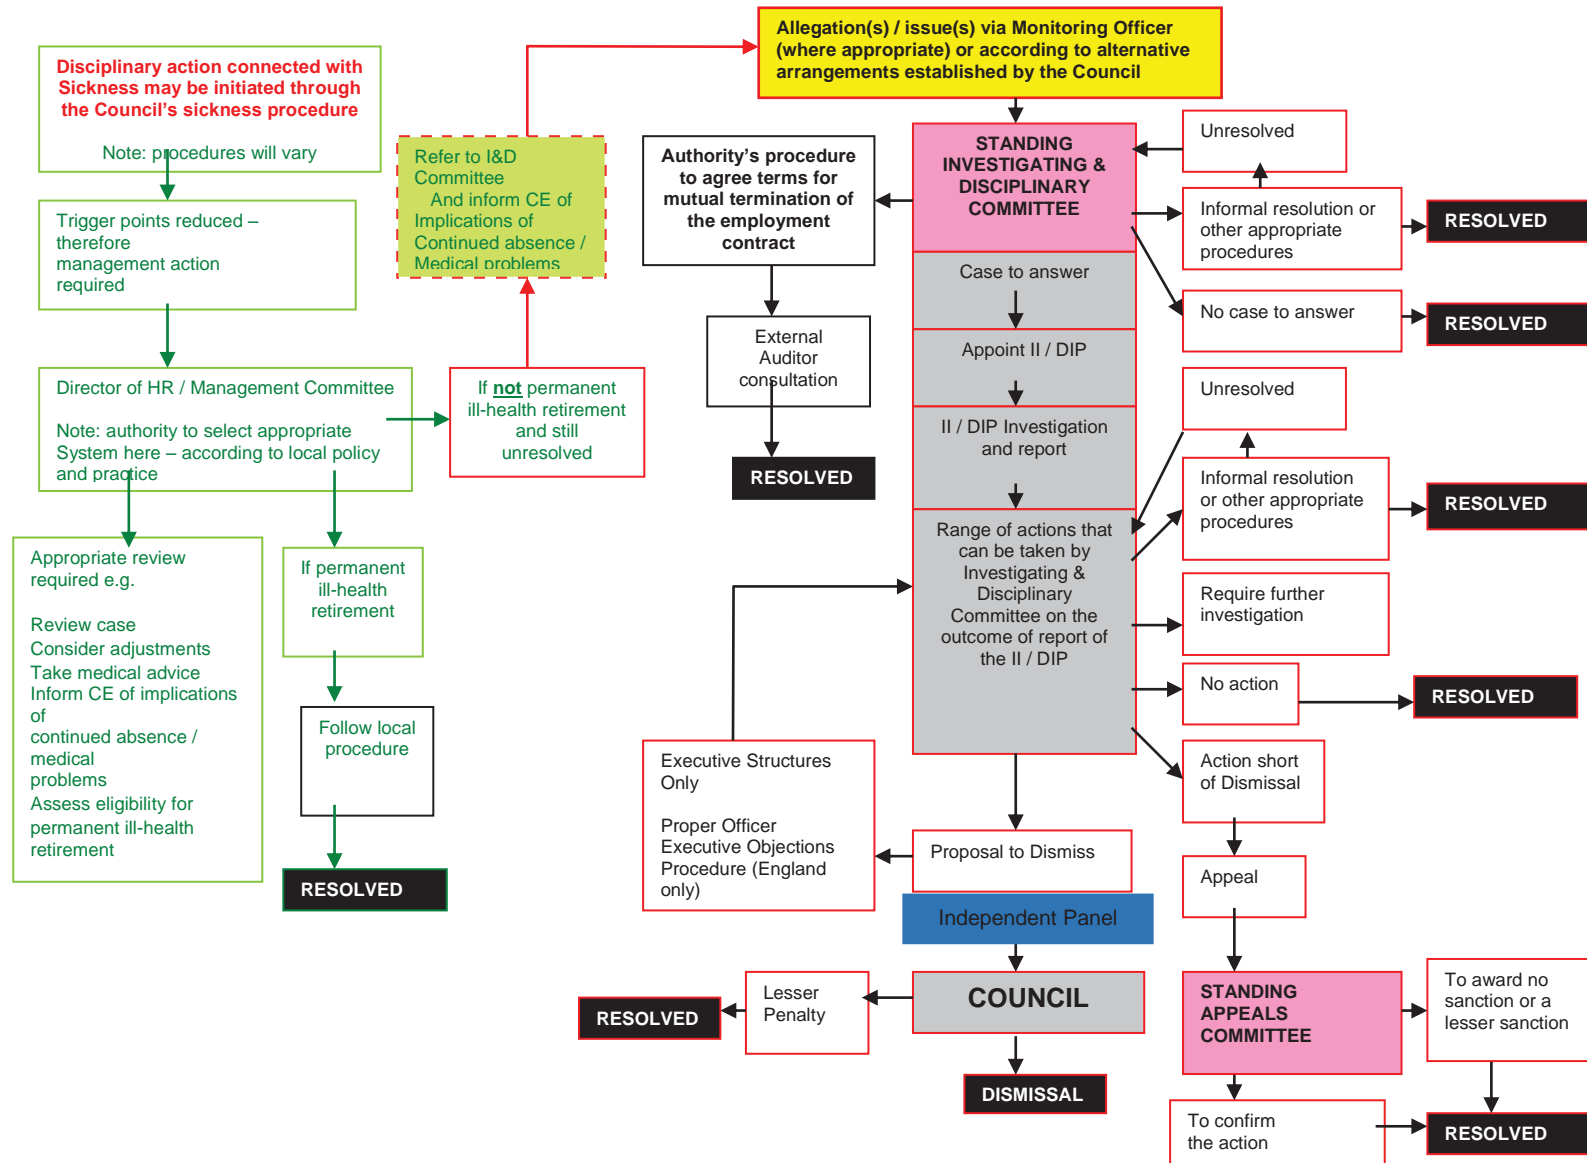 Allegation(s) / issue(s) via Monitoring Officer
(where appropriate) or according to alternative
arrangements established by the Council
Disciplinary action connected with
Sickness may be initiated through
the Council's sickness procedure
Note: procedures will vary
Trigger points reduced –
therefore
management action
required
Director of HR / Management Committee
Note: authority to select appropriate
System here – according to local policy
and practice
Appropriate review
required e.g.
Review case
Consider adjustments
Take medical advice
Inform CE of implications
of
continued absence /
medical
problems
Assess eligibility for
permanent ill-health
retirement
If permanent
ill-health
retirement
Follow local
procedure
RESOLVED
If not permanent
ill-health retirement
and still
unresolved
Refer to I&D
Committee
And inform CE of
Implications of
Continued absence /
Medical problems
Authority's procedure
to agree terms for
mutual termination of
the employment
contract
External
Auditor
consultation
RESOLVED
STANDING
INVESTIGATING &
DISCIPLINARY
COMMITTEE
Unresolved
Informal resolution or
other appropriate
procedures
RESOLVED
No case to answer
RESOLVED
Case to answer
Appoint II / DIP
II / DIP Investigation
and report
Range of actions that
can be taken by
Investigating &
Disciplinary
Committee on the
outcome of report of
the II / DIP
Unresolved
Informal resolution
or other appropriate
procedures
RESOLVED
Require further
investigation
No action
RESOLVED
Action short
of Dismissal
Appeal
Executive Structures
Only
Proper Officer
Executive Objections
Procedure (England
only)
Proposal to Dismiss
Independent Panel
COUNCIL
Lesser
Penalty
RESOLVED
DISMISSAL
STANDING
APPEALS
COMMITTEE
To award no
sanction or a
lesser sanction
To confirm
the action
RESOLVED